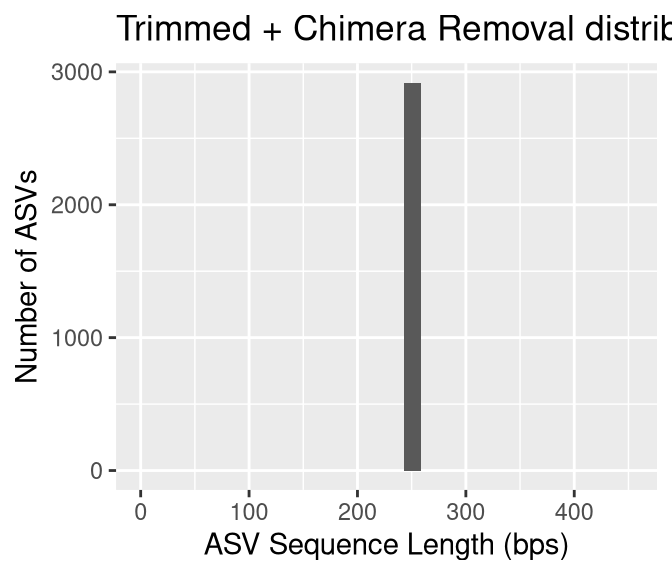 Trimmed + Chimera Removal distrib
3000
2000
1000
0
Number of ASVs
0 100 200 300 400
ASV Sequence Length (bps)